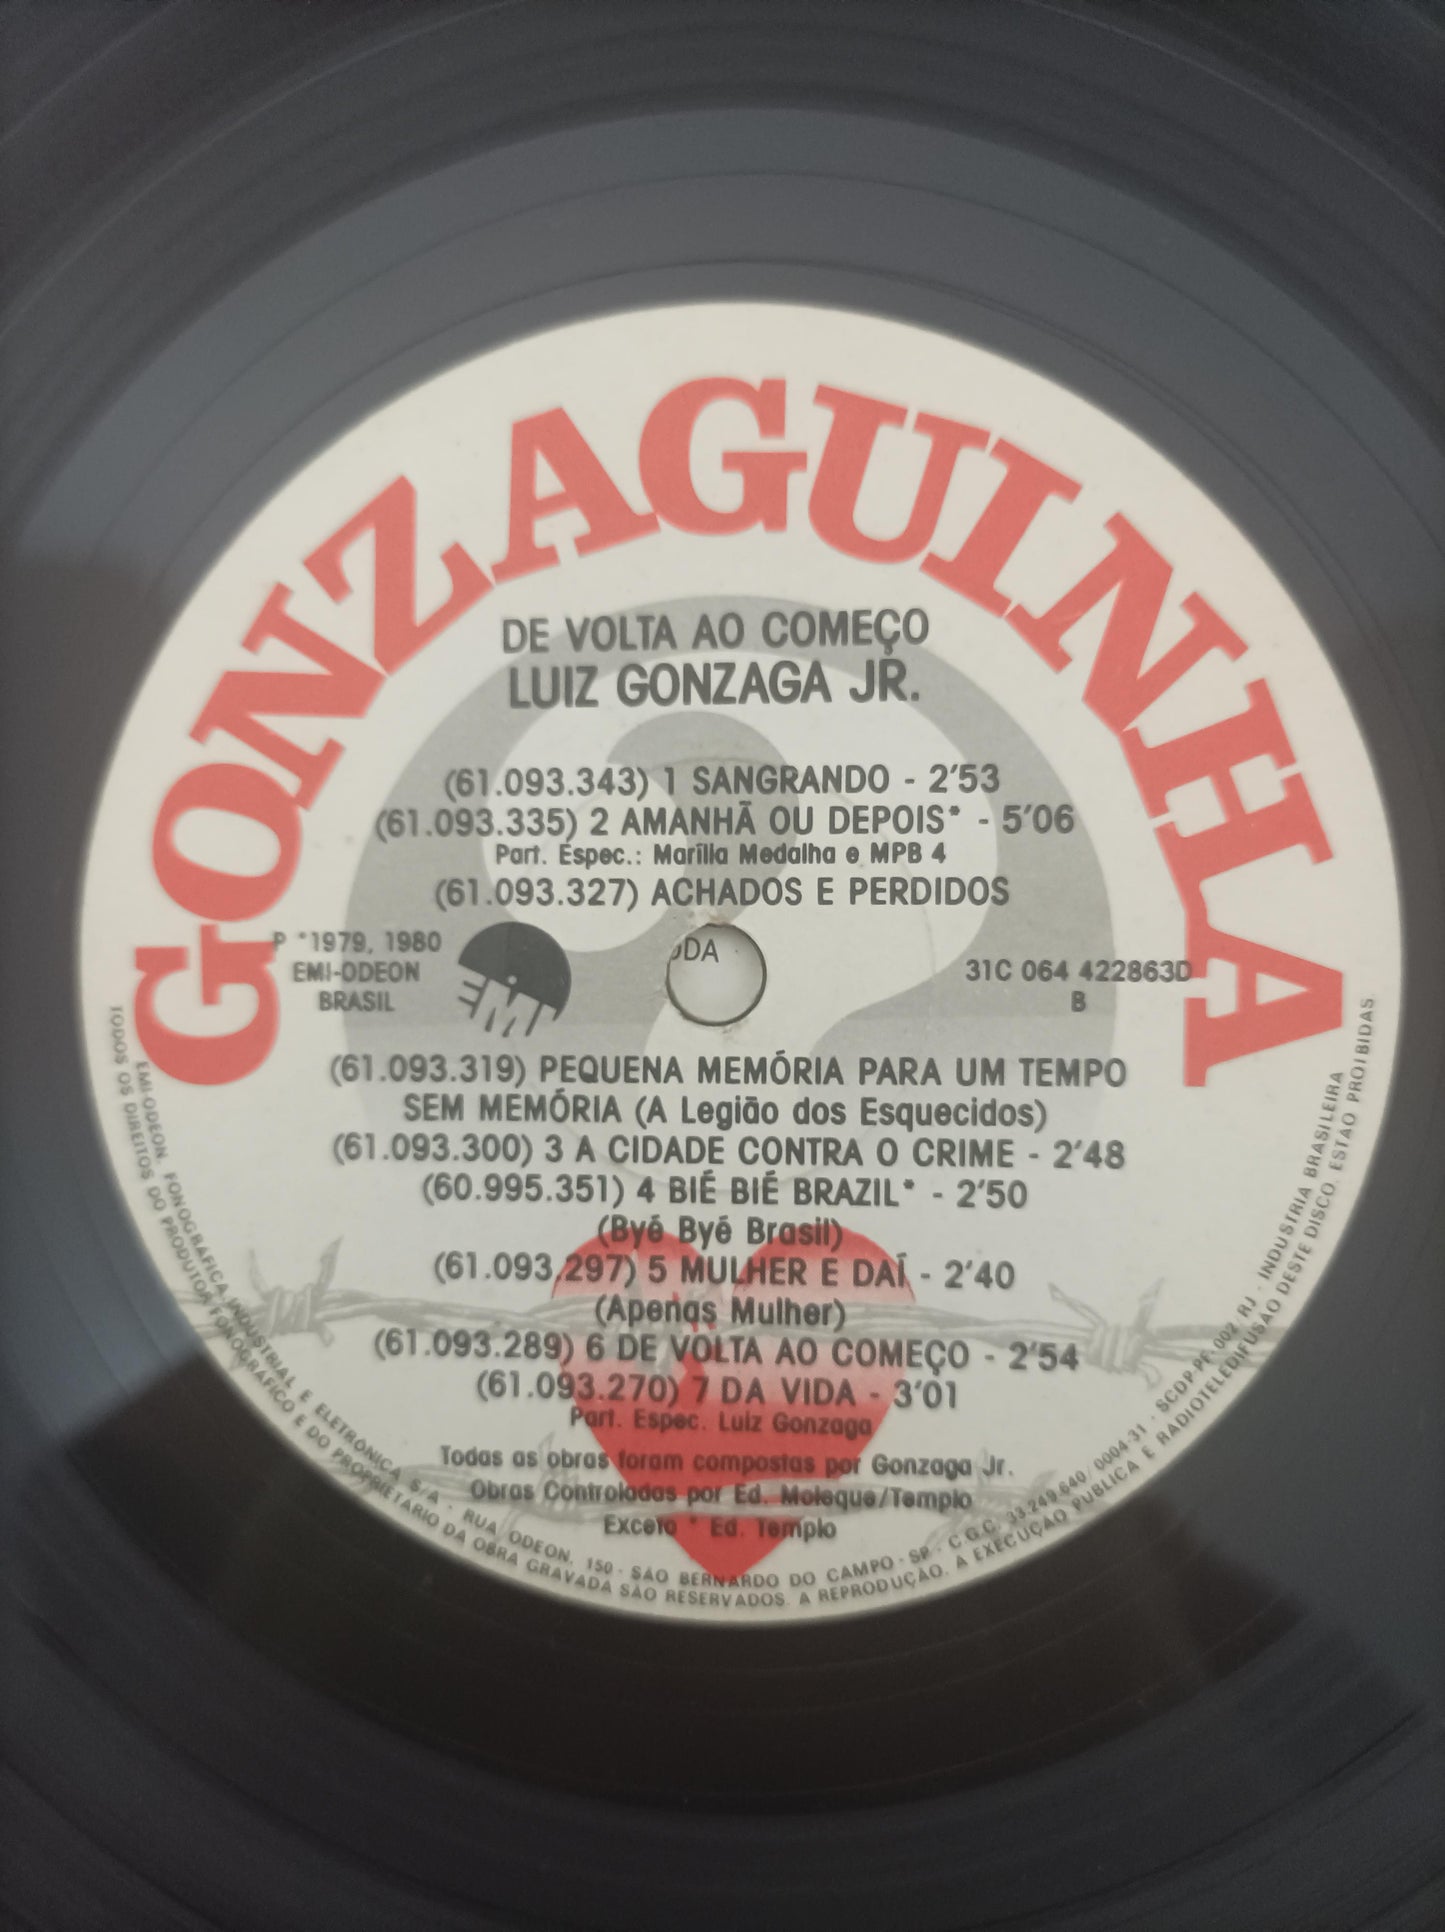 GONZAGUINHA
DE VOLTA AO COMEÇO
LUIZ GONZAGA JR.
(61.093.343) 1 SANGRANDO - 2'53
(61.093.335) 2 AMANHÃ OU DEPOIS* - 5'06
Part. Espec.: Marília Medalha e MPB 4
(61.093.327) ACHADOS E PERDIDOS
P *1979, 1980
EMI-ODEON
BRASIL
EMI
ODA
31C 064 422863D
B
(61.093.319) PEQUENA MEMÓRIA PARA UM TEMPO
SEM MEMÓRIA (A Legião dos Esquecidos)
(61.093.300) 3 A CIDADE CONTRA O CRIME - 2'48
(60.995.351) 4 BIÉ BIÉ BRAZIL* - 2'50
(Byé Byé Brasil)
(61.093.297) 5 MULHER E DAÍ - 2'40
(Apenas Mulher)
(61.093.289) 6 DE VOLTA AO COMEÇO - 2'54
(61.093.270) 7 DA VIDA - 3'01
Part. Espec. Luiz Gonzaga
Todas as obras foram compostas por Gonzaga Jr.
Obras Controladas por Ed. Moleque/Templo
Exceto * Ed. Templo
EMI-ODEON, FONOGRAFICA, INDUSTRIAL E ELETRÔNICA S/A - RUA ODEON, 150 - SÃO BERNARDO DO CAMPO - SP - C.G.C. 33.249.640/0004-31 - SCDP-PF-002/RJ - INDUSTRIA BRASILEIRA
TODOS OS DIREITOS DO PRODUTOR FONOGRÁFICO E DO PROPRIETÁRIO DA OBRA GRAVADA SÃO RESERVADOS. A REPRODUÇÃO, A EXECUÇÃO PUBLICA E RADIOTELEDIFUSÃO DESTE DISCO, ESTÃO PROIBIDAS.